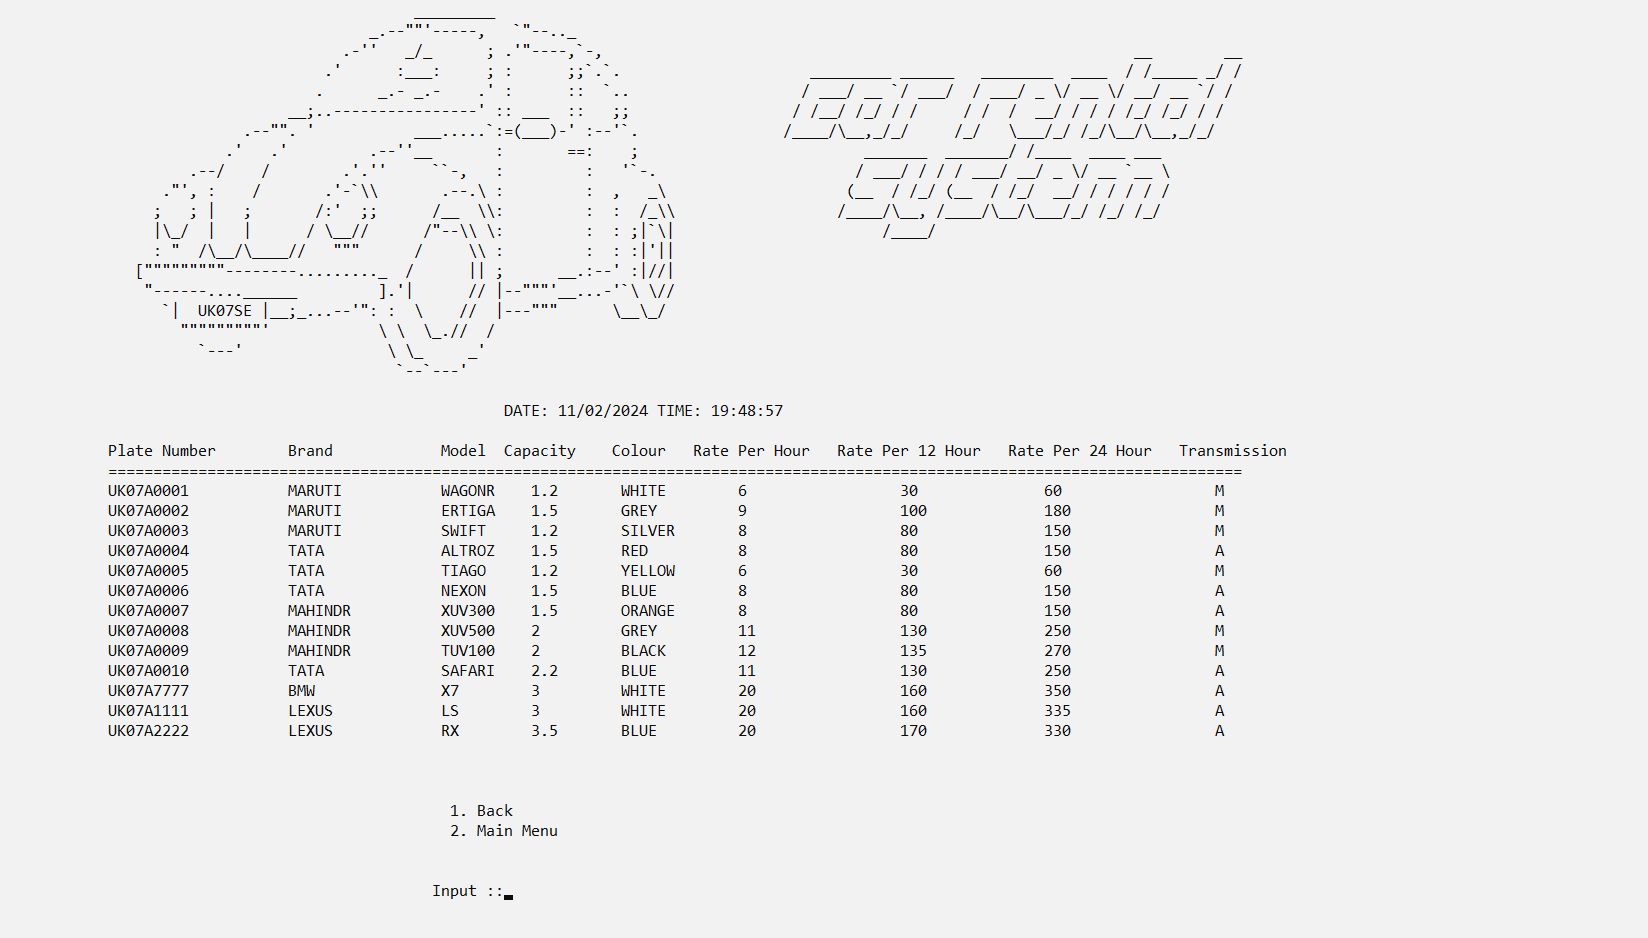 car rental
system
UK07SE
DATE: 11/02/2024 TIME: 19:48:57
Plate Number Brand Model Capacity Colour Rate Per Hour Rate Per 12 Hour Rate Per 24 Hour Transmission
UK07A0001 MARUTI WAGONR 1.2 WHITE 6 30 60 M
UK07A0002 MARUTI ERTIGA 1.5 GREY 9 100 180 M
UK07A0003 MARUTI SWIFT 1.2 SILVER 8 80 150 M
UK07A0004 TATA ALTROZ 1.5 RED 8 80 150 A
UK07A0005 TATA TIAGO 1.2 YELLOW 6 30 60 M
UK07A0006 TATA NEXON 1.5 BLUE 8 80 150 A
UK07A0007 MAHINDR XUV300 1.5 ORANGE 8 80 150 A
UK07A0008 MAHINDR XUV500 2 GREY 11 130 250 M
UK07A0009 MAHINDR TUV100 2 BLACK 12 135 270 M
UK07A0010 TATA SAFARI 2.2 BLUE 11 130 250 A
UK07A7777 BMW X7 3 WHITE 20 160 350 A
UK07A1111 LEXUS LS 3 WHITE 20 160 335 A
UK07A2222 LEXUS RX 3.5 BLUE 20 170 330 A
1. Back
2. Main Menu
Input ::